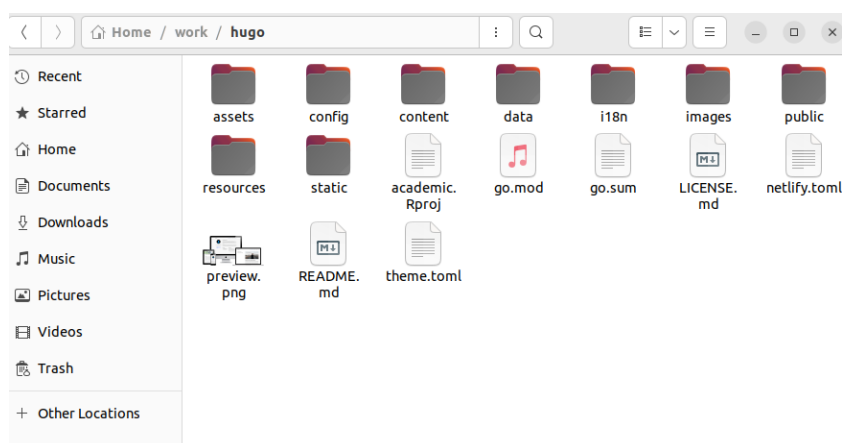 Home / work / hugo
Recent
Starred
Home
Documents
Downloads
Music
Pictures
Videos
Trash
+ Other Locations
assets
config
content
data
i18n
images
public
resources
static
academic.
Rproj
go.mod
go.sum
LICENSE.
md
netlify.toml
preview.
png
README.
md
theme.toml